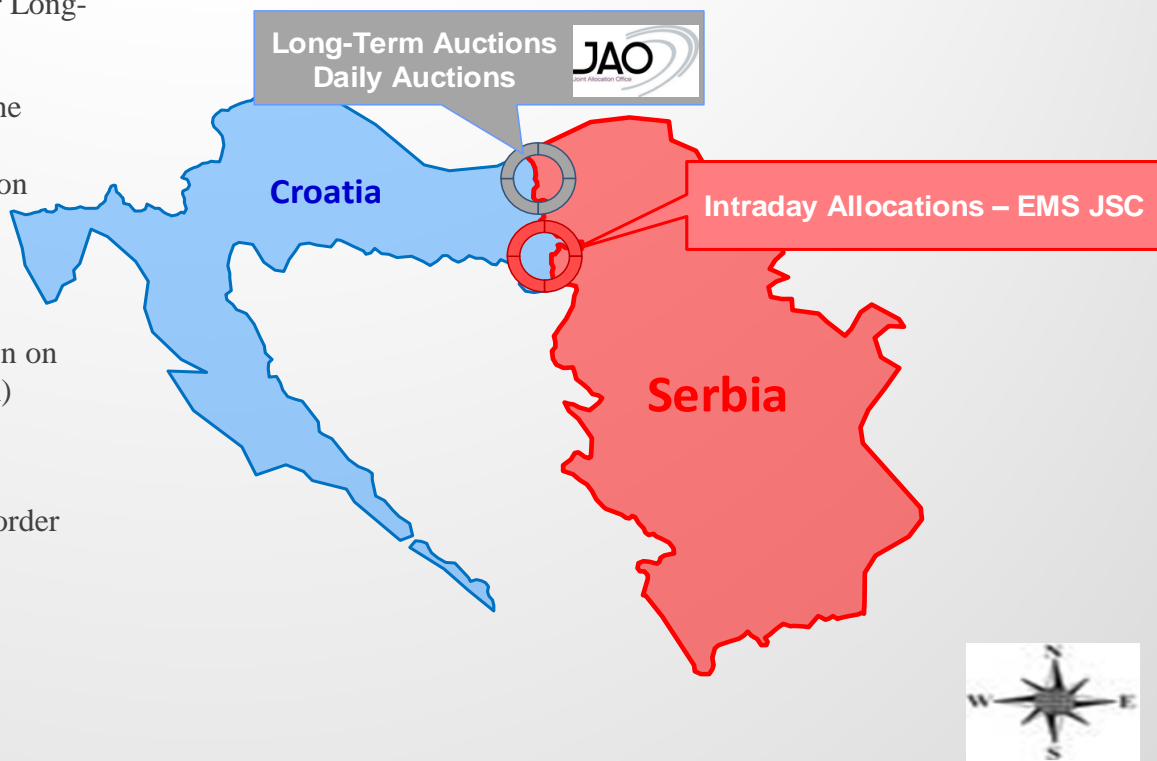 r Long-
ne
on
n on
)
order
Long-Term Auctions
Daily Auctions
JAO
Joint Allocation Office
Croatia
Intraday Allocations – EMS JSC
Serbia
N
W
E
S